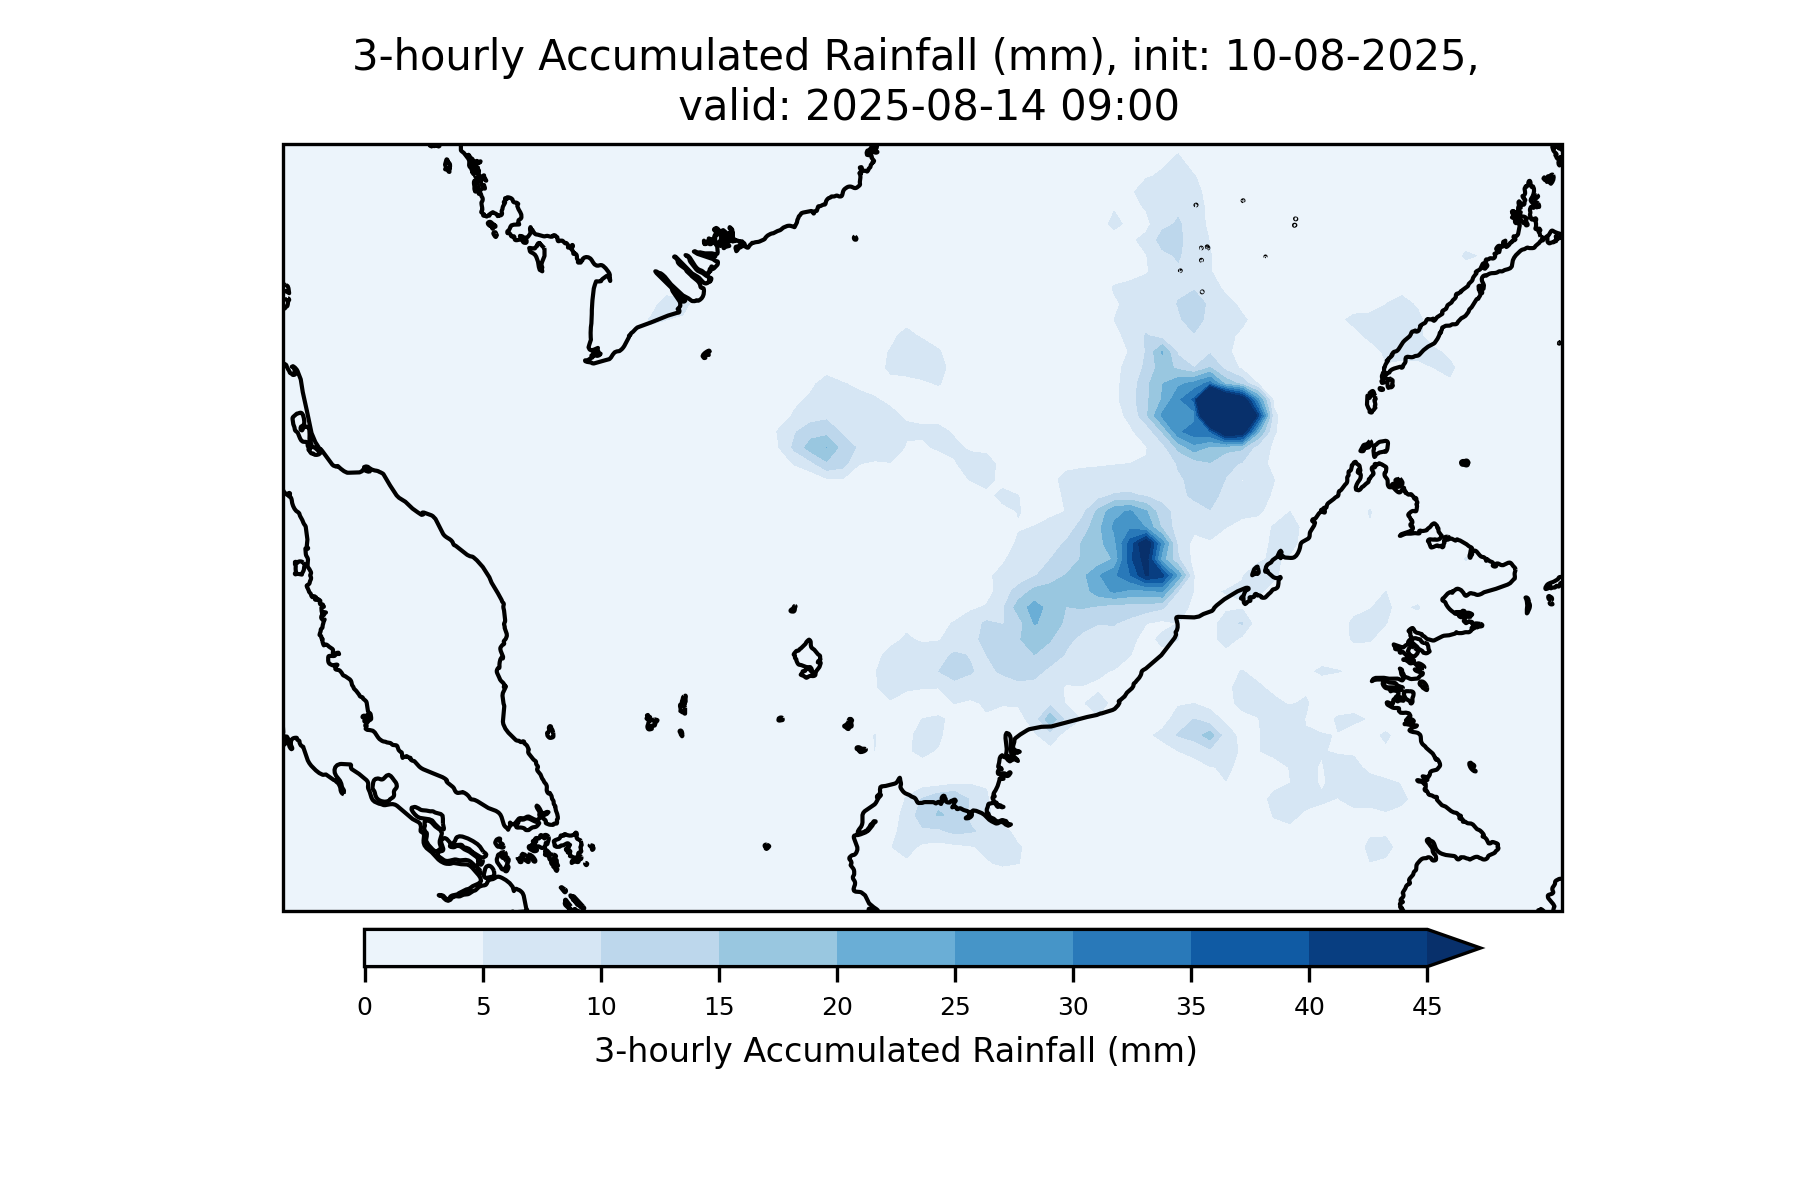 3-hourly Accumulated Rainfall (mm), init: 10-08-2025,
valid: 2025-08-14 09:00
0 5 10 15 20 25 30 35 40 45
3-hourly Accumulated Rainfall (mm)